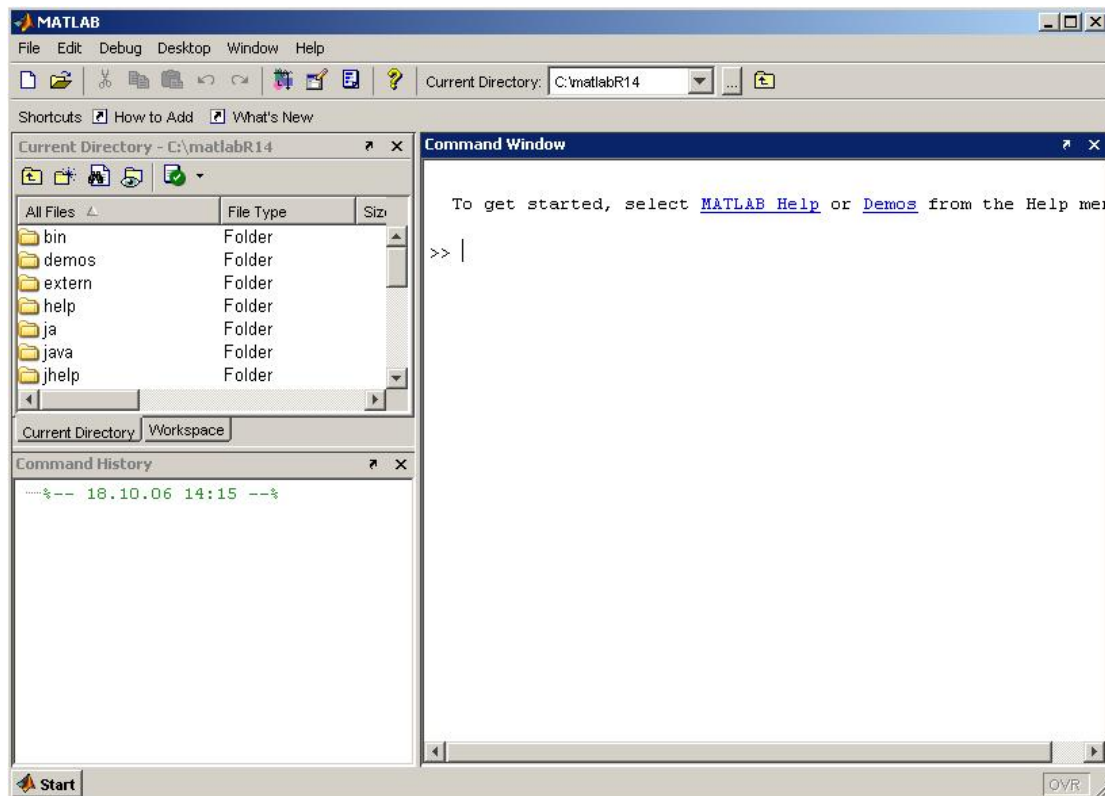 MATLAB
File Edit Debug Desktop Window Help
Current Directory: C:\matlabR14 ...
Shortcuts How to Add What's New
Current Directory - C:\matlabR14
All Files File Type Siz
bin Folder
demos Folder
extern Folder
help Folder
ja Folder
java Folder
jhelp Folder
Current Directory Workspace
Command History
%-- 18.10.06 14:15 --%
Command Window
To get started, select MATLAB Help or Demos from the Help men
>>
Start
OVR